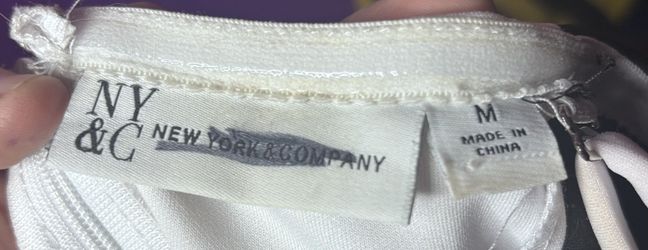 NY
&C NEW YORK & COMPANY
M
MADE IN
CHINA